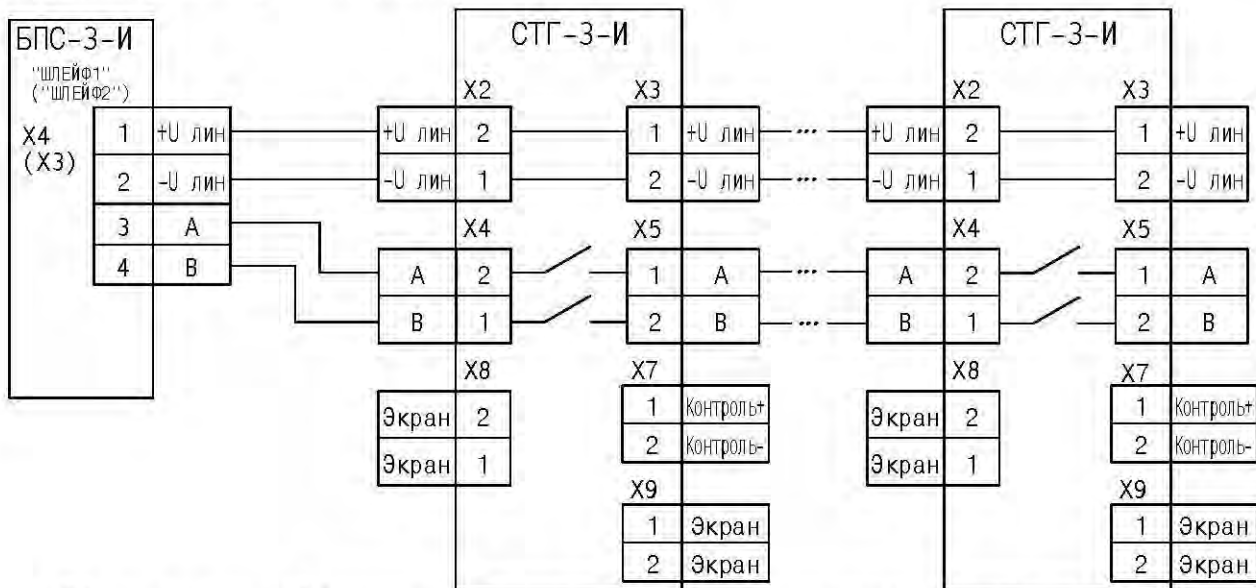 БПС-3-И
"ШЛЕЙФ1"
("ШЛЕЙФ2")
X4
(X3)
1 +U лин
2 -U лин
3 A
4 B
СТГ-3-И
X2
+U лин 2
-U лин 1
X3
1 +U лин
2 -U лин
X4
A 2
B 1
X5
1 A
2 B
X8
Экран 2
Экран 1
X7
1 Контроль+
2 Контроль-
X9
1 Экран
2 Экран
...
...
...
...
СТГ-3-И
X2
+U лин 2
-U лин 1
X3
1 +U лин
2 -U лин
X4
A 2
B 1
X5
1 A
2 B
X8
Экран 2
Экран 1
X7
1 Контроль+
2 Контроль-
X9
1 Экран
2 Экран